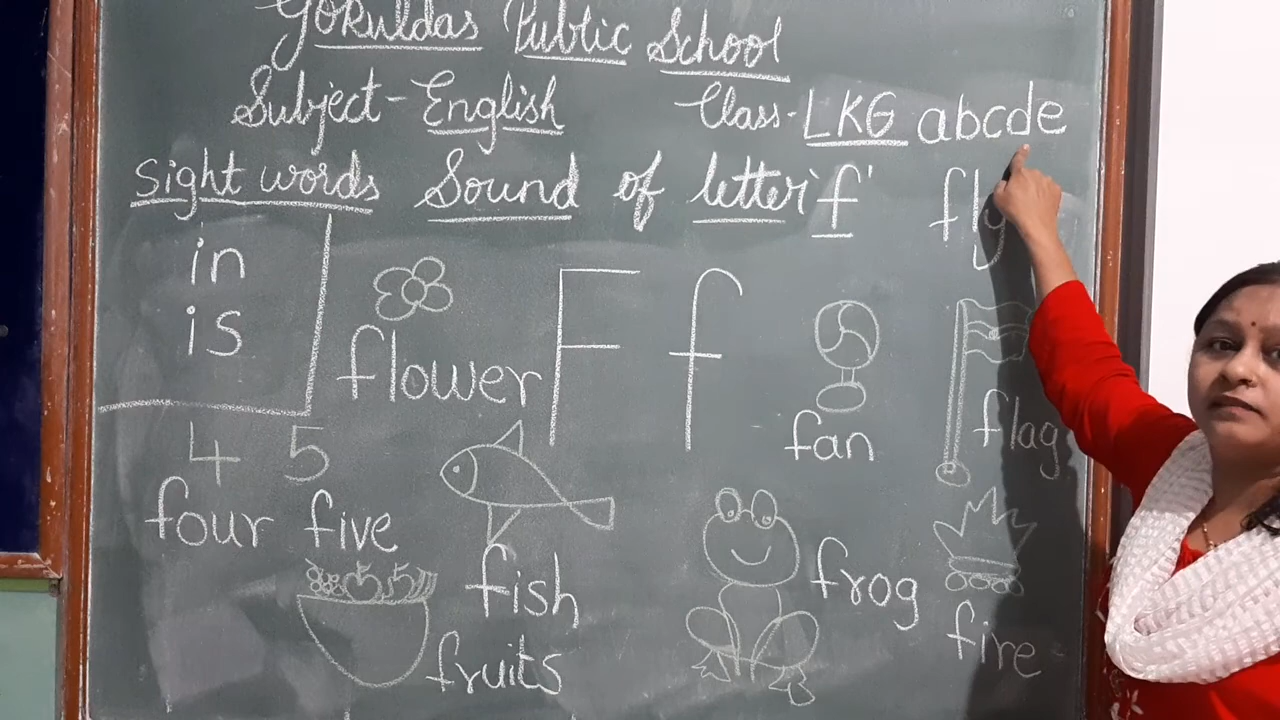 Gokuldas Public School
Subject - English Class - LKG abcde
Sight words Sound of letter 'f' fly
in
is
flower F f
fan
flag
4 5
four five
fish
frog
fruits
fire